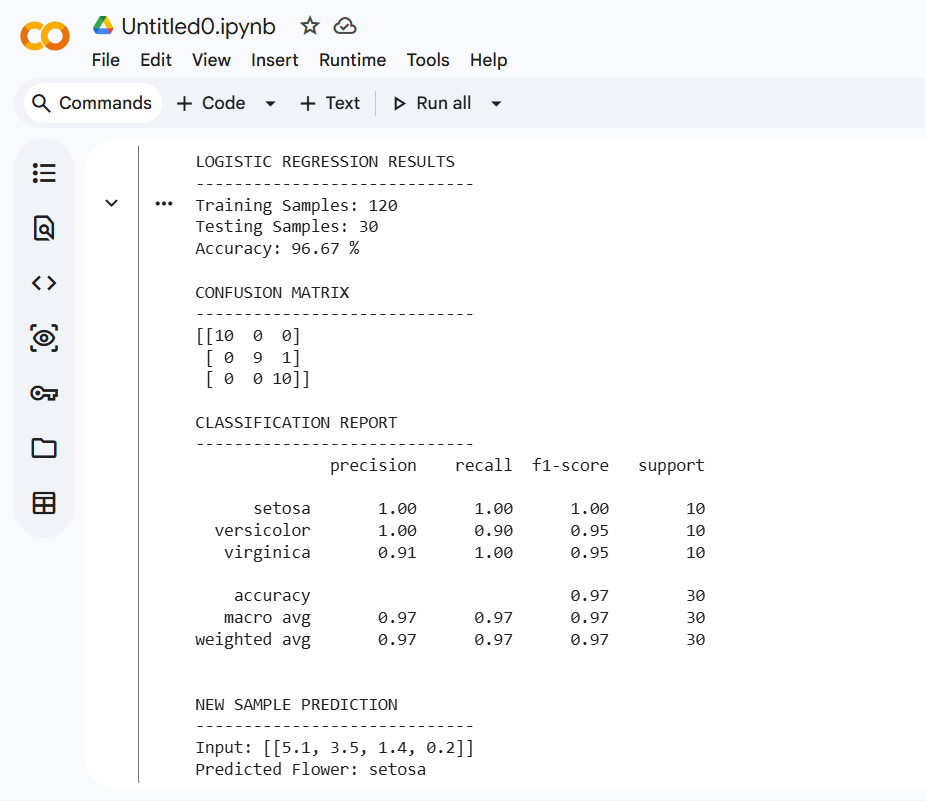 Untitled0.ipynb
File Edit View Insert Runtime Tools Help
Commands + Code + Text Run all
LOGISTIC REGRESSION RESULTS
-----------------------------
Training Samples: 120
Testing Samples: 30
Accuracy: 96.67 %
CONFUSION MATRIX
-----------------------------
[[10  0  0]
 [ 0  9  1]
 [ 0  0 10]]
CLASSIFICATION REPORT
-----------------------------
              precision    recall  f1-score   support
      setosa       1.00      1.00      1.00        10
  versicolor       1.00      0.90      0.95        10
   virginica       0.91      1.00      0.95        10
    accuracy                           0.97        30
   macro avg       0.97      0.97      0.97        30
weighted avg       0.97      0.97      0.97        30
NEW SAMPLE PREDICTION
-----------------------------
Input: [[5.1, 3.5, 1.4, 0.2]]
Predicted Flower: setosa